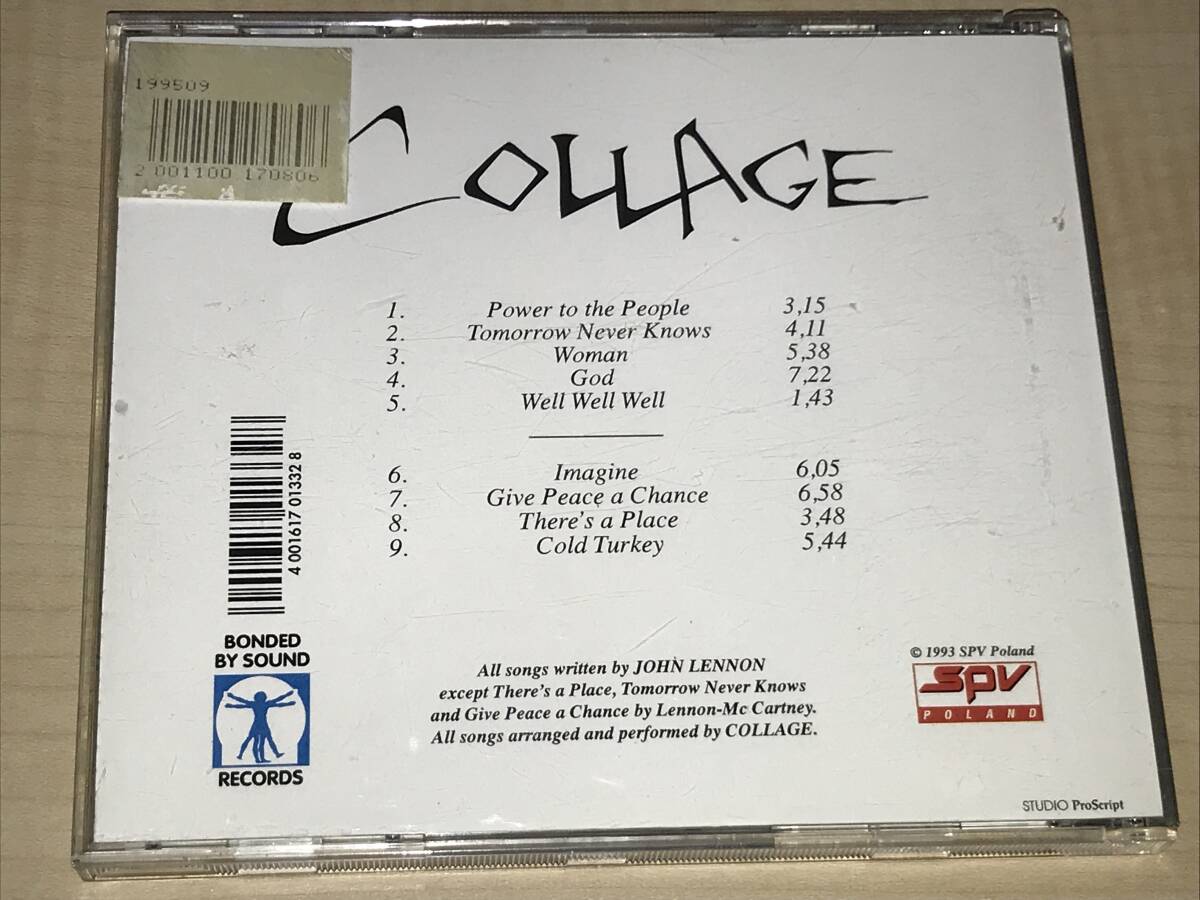 199509
2 001100 170806
COLLAGE
1. Power to the People 3,15
2. Tomorrow Never Knows 4,11
3. Woman 5,38
4. God 7,22
5. Well Well Well 1,43
6. Imagine 6,05
7. Give Peace a Chance 6,58
8. There's a Place 3,48
9. Cold Turkey 5,44
4 001617 013328
BONDED
BY SOUND
RECORDS
All songs written by JOHN LENNON
except There's a Place, Tomorrow Never Knows
and Give Peace a Chance by Lennon-Mc Cartney.
All songs arranged and performed by COLLAGE.
© 1993 SPV Poland
SPV
POLAND
STUDIO ProScript